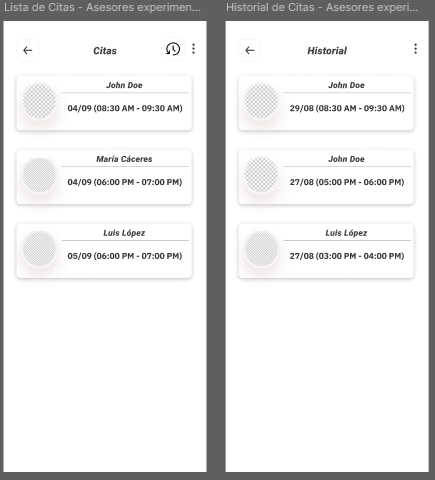 Lista de Citas - Asesores experimen...
Citas
John Doe
04/09 (08:30 AM - 09:30 AM)
María Cáceres
04/09 (06:00 PM - 07:00 PM)
Luis López
05/09 (06:00 PM - 07:00 PM)
Historial de Citas - Asesores experi...
Historial
John Doe
29/08 (08:30 AM - 09:30 AM)
John Doe
27/08 (05:00 PM - 06:00 PM)
Luis López
27/08 (03:00 PM - 04:00 PM)